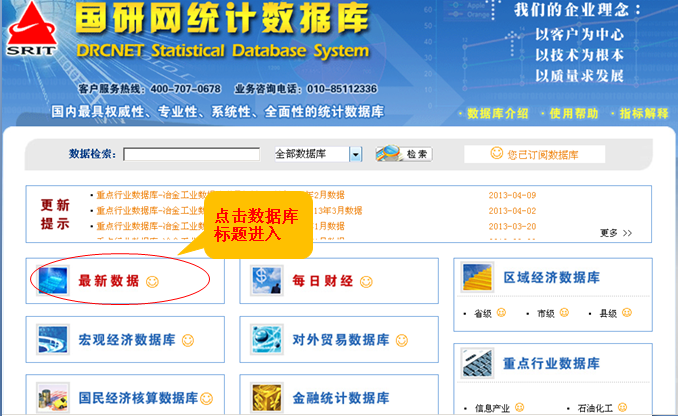 国研网统计数据库
SRIT
DRCNET Statistical Database System
客户服务热线：400-707-0678 业务咨询电话：010-85112336
国内最具权威性、专业性、系统性、全面性的统计数据库
60
50
Apple
Orange
我们的企业理念：
以客户为中心
以技术为根本
以质量求发展
·数据库介绍 ·使用帮助 ·指标解释
数据检索： 全部数据库 检索 您已订阅数据库
更新
提示
• 重点行业数据库-冶金工业数 年2月数据 2013-04-09
• 重点行业数据库-冶金工业数 13年3月数据 2013-04-02
• 重点行业数据库-冶金工业数 1月数据 2013-03-20
更多 >>
点击数据库
标题进入
最新数据
每日财经
区域经济数据库
• 省级 • 市级 • 县级
宏观经济数据库
对外贸易数据库
重点行业数据库
• 信息产业 • 石油化工
国民经济核算数据库
金融统计数据库